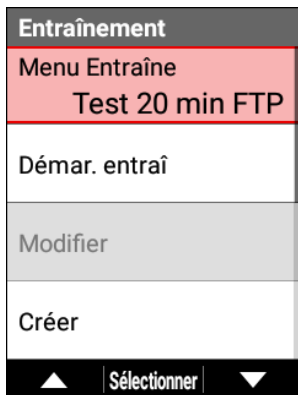 Entraînement
Menu Entraîne
Test 20 min FTP
Démar. entraî
Modifier
Créer
Sélectionner